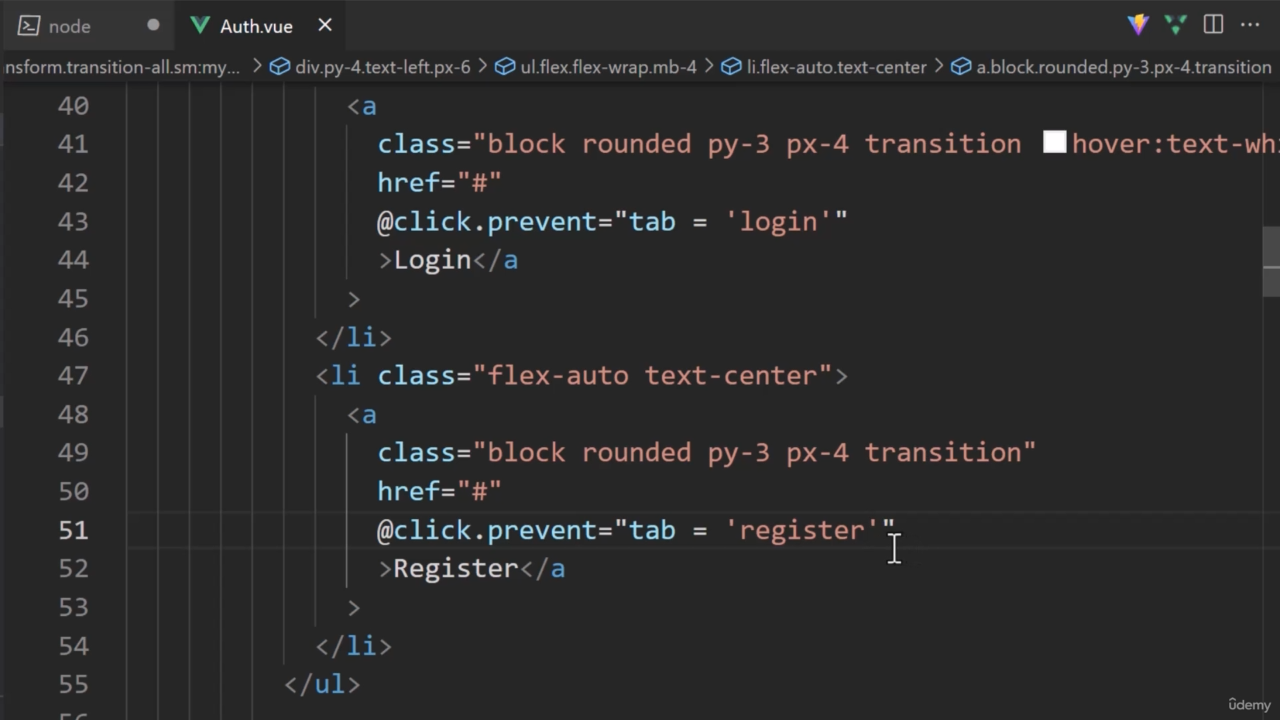 node
Auth.vue
nsform.transition-all.sm:my... > div.py-4.text-left.px-6 > ul.flex.flex-wrap.mb-4 > li.flex-auto.text-center > a.block.rounded.py-3.px-4.transition
40 <a
41 class="block rounded py-3 px-4 transition hover:text-wh
42 href="#"
43 @click.prevent="tab = 'login'"
44 >Login</a
45 >
46 </li>
47 <li class="flex-auto text-center">
48 <a
49 class="block rounded py-3 px-4 transition"
50 href="#"
51 @click.prevent="tab = 'register'"
52 >Register</a
53 >
54 </li>
55 </ul>
56
ûdemy